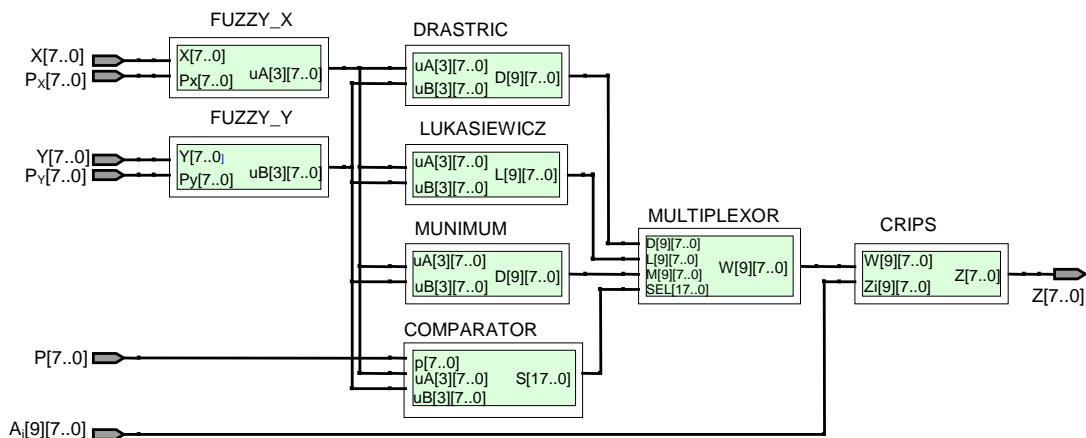 FUZZY_X
X[7..0]
PX[7..0]
X[7..0]
Px[7..0]
uA[3][7..0]
FUZZY_Y
Y[7..0]
PY[7..0]
Y[7..0]
Py[7..0]
uB[3][7..0]
DRASTRIC
uA[3][7..0]
uB[3][7..0]
D[9][7..0]
LUKASIEWICZ
uA[3][7..0]
uB[3][7..0]
L[9][7..0]
MUNIMUM
uA[3][7..0]
uB[3][7..0]
D[9][7..0]
COMPARATOR
P[7..0]
p[7..0]
uA[3][7..0]
uB[3][7..0]
S[17..0]
MULTIPLEXOR
D[9][7..0]
L[9][7..0]
M[9][7..0]
SEL[17..0]
W[9][7..0]
CRIPS
W[9][7..0]
Zi[9][7..0]
Z[7..0]
Z[7..0]
Ai[9][7..0]